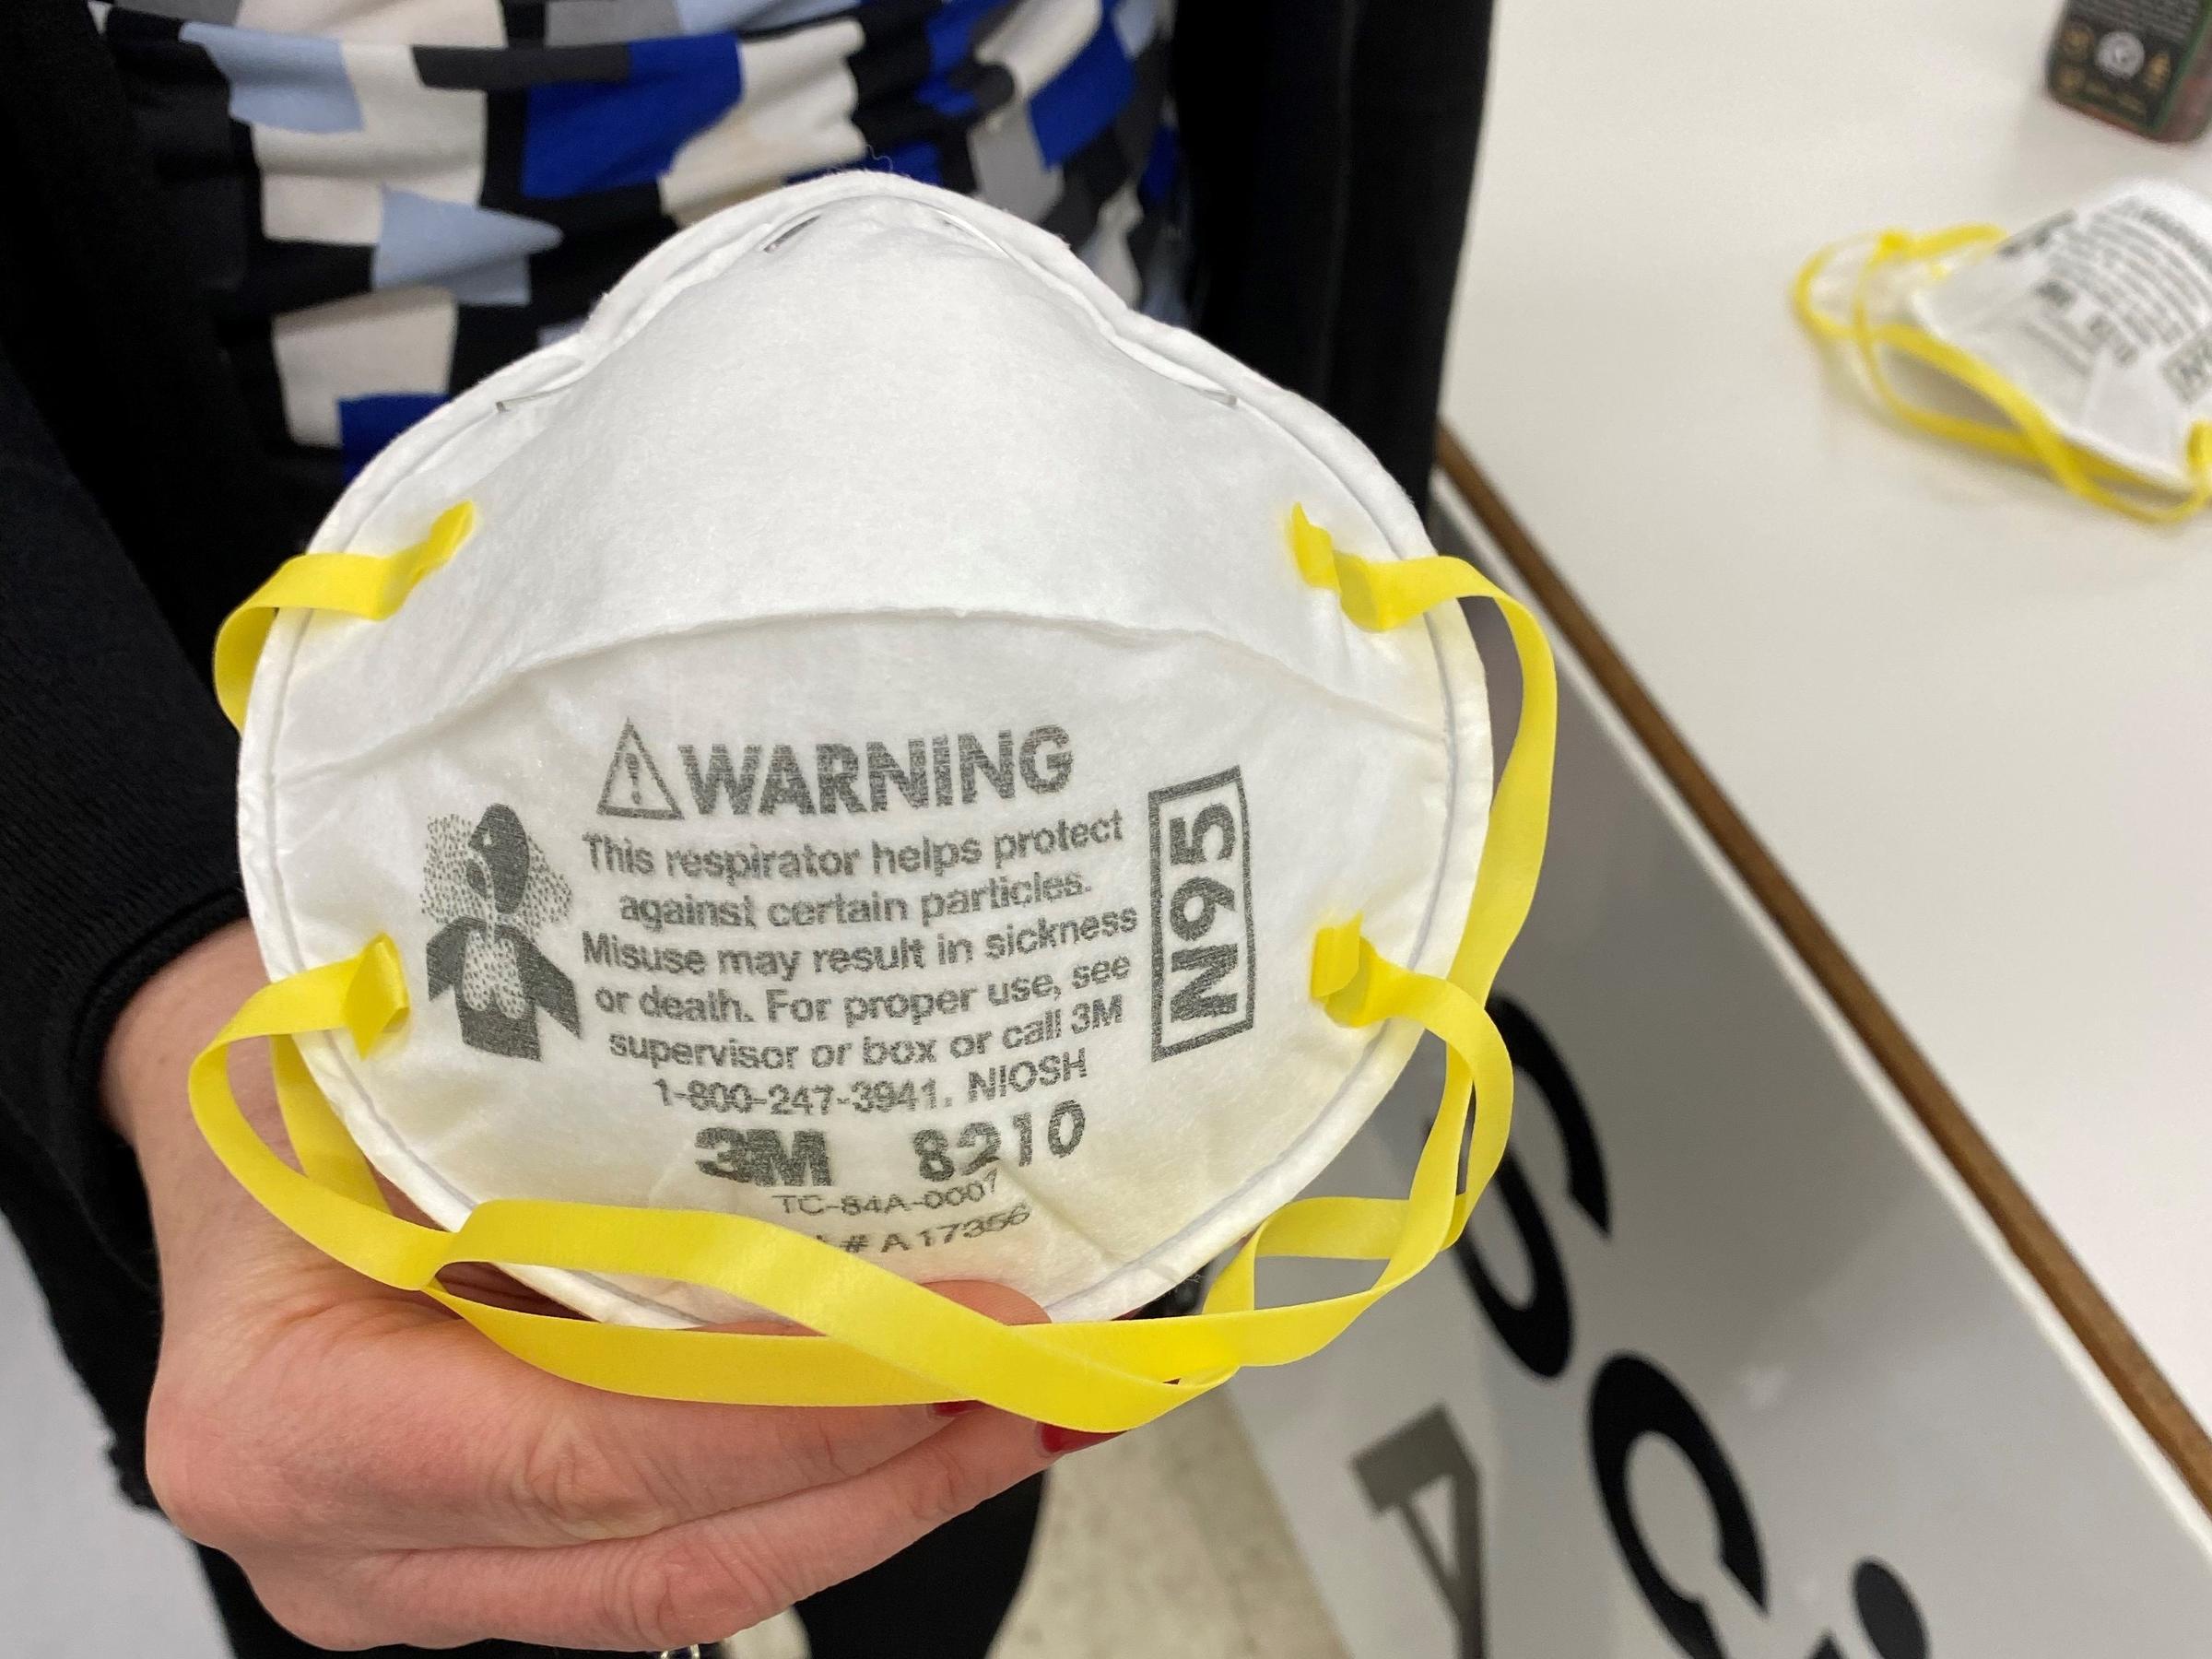 WARNING
This respirator helps protect
against certain particles.
Misuse may result in sickness
or death. For proper use, see
supervisor or box or call 3M
1-800-247-3941. NIOSH
3M 8210
TC-84A-0007
# A17356
N95